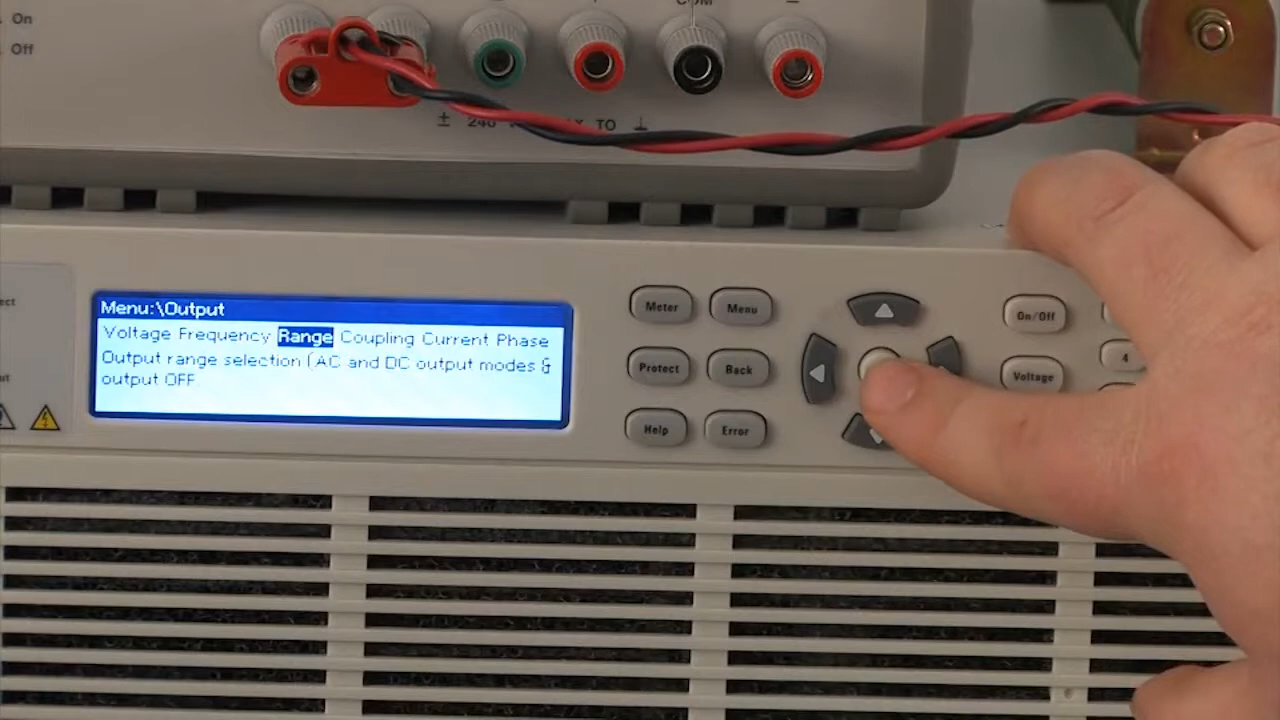 On
Off
COM
TO
Menu:\Output
Voltage Frequency Range Coupling Current Phase
Output range selection (AC and DC output modes &
output OFF
Meter
Menu
Protect
Back
Help
Error
On/Off
Voltage
4